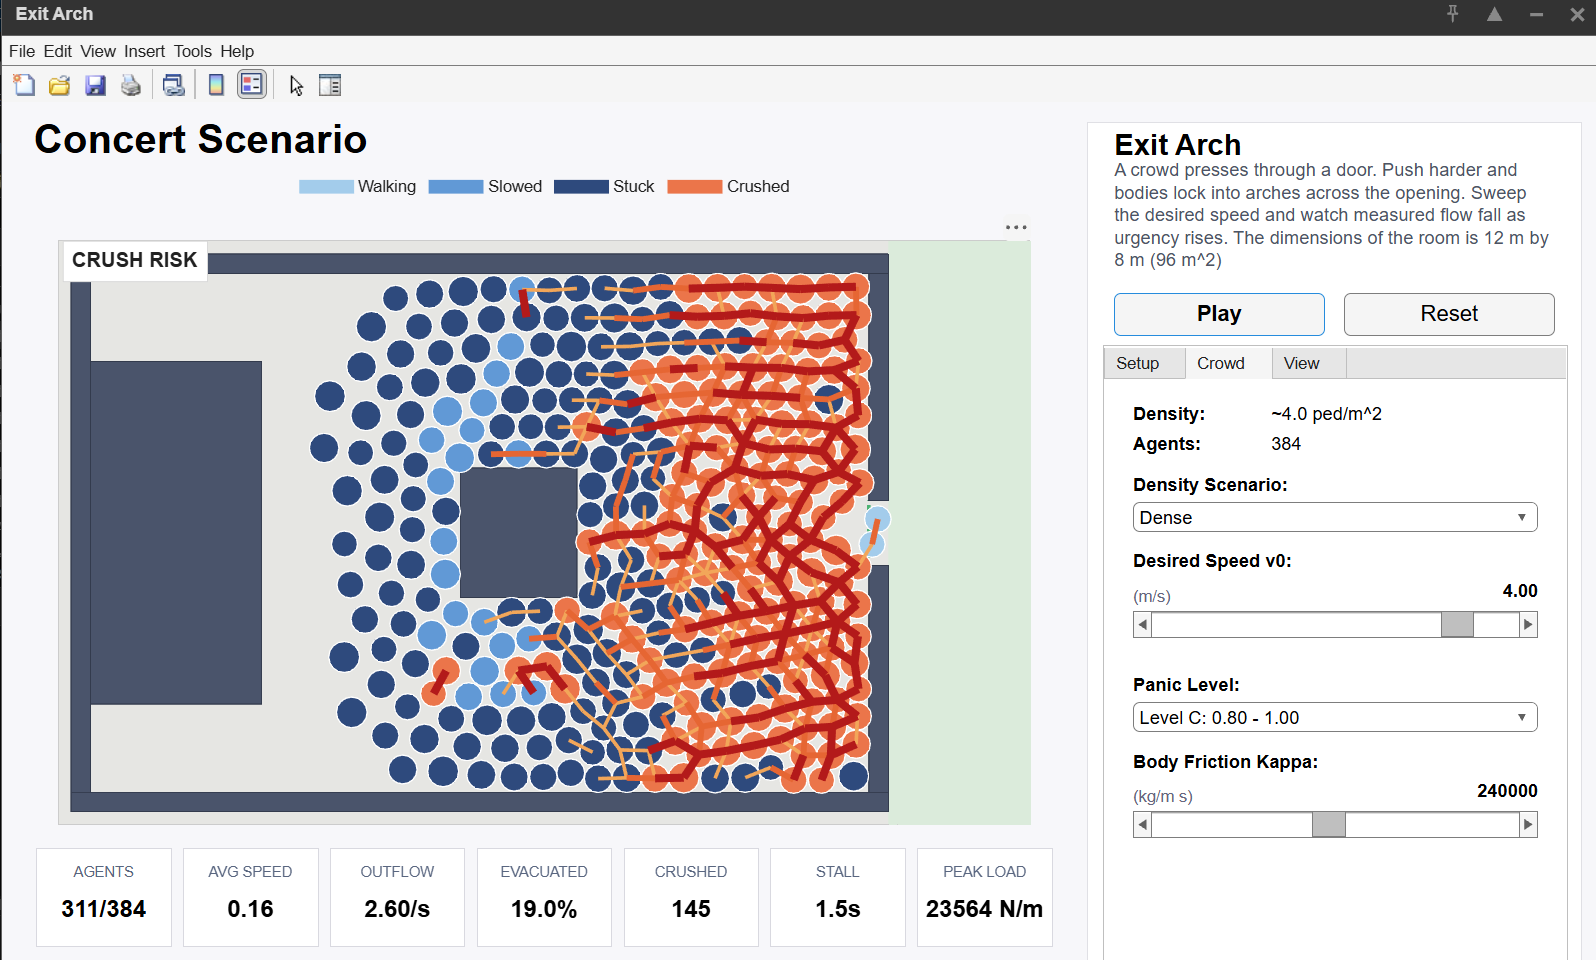 Exit Arch
File Edit View Insert Tools Help
Concert Scenario
Walking Slowed Stuck Crushed
CRUSH RISK
AGENTS
311/384
AVG SPEED
0.16
OUTFLOW
2.60/s
EVACUATED
19.0%
CRUSHED
145
STALL
1.5s
PEAK LOAD
23564 N/m
Exit Arch
A crowd presses through a door. Push harder and
bodies lock into arches across the opening. Sweep
the desired speed and watch measured flow fall as
urgency rises. The dimensions of the room is 12 m by
8 m (96 m^2)
Play Reset
Setup Crowd View
Density: ~4.0 ped/m^2
Agents: 384
Density Scenario:
Dense
Desired Speed v0:
(m/s) 4.00
Panic Level:
Level C: 0.80 - 1.00
Body Friction Kappa:
(kg/m s) 240000